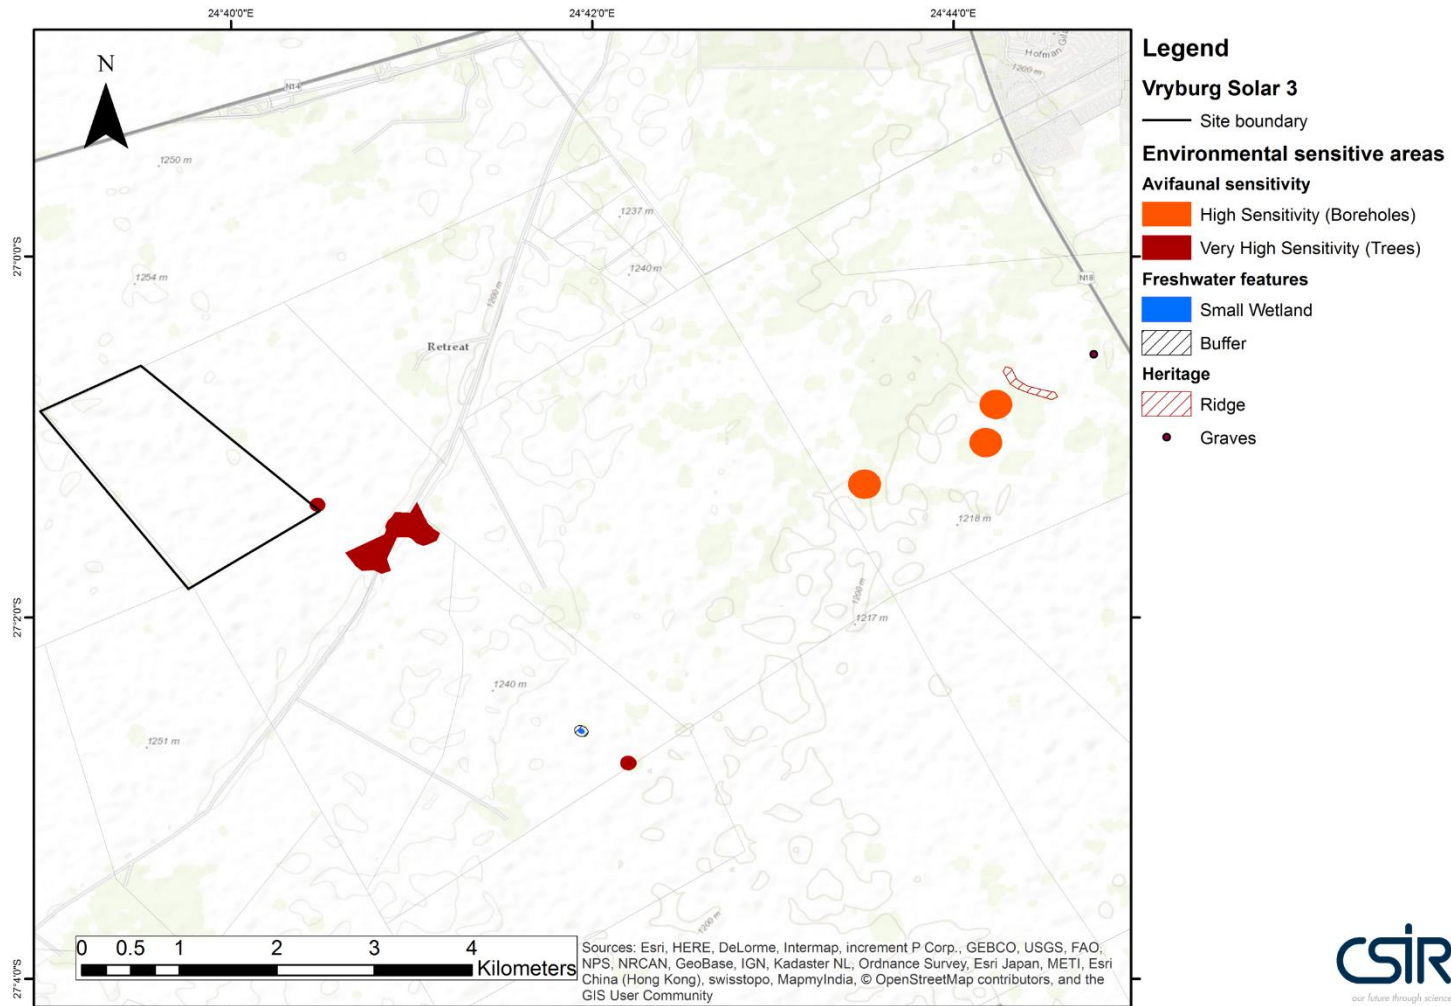 24°40'0"E
24°42'0"E
24°44'0"E
N
N14
Hofman
1200 m
1250 m
1237 m
27°0'0"S
1254 m
1240 m
1200 m
N18
Retreat
1218 m
27°2'0"S
1200 m
1217 m
1240 m
1251 m
1200 m
27°4'0"S
0 0.5 1 2 3 4
Kilometers
Sources: Esri, HERE, DeLorme, Intermap, increment P Corp., GEBCO, USGS, FAO,
NPS, NRCAN, GeoBase, IGN, Kadaster NL, Ordnance Survey, Esri Japan, METI, Esri
China (Hong Kong), swisstopo, MapmyIndia, © OpenStreetMap contributors, and the
GIS User Community
Legend
Vryburg Solar 3
Site boundary
Environmental sensitive areas
Avifaunal sensitivity
High Sensitivity (Boreholes)
Very High Sensitivity (Trees)
Freshwater features
Small Wetland
Buffer
Heritage
Ridge
Graves
CSIR
our future through science